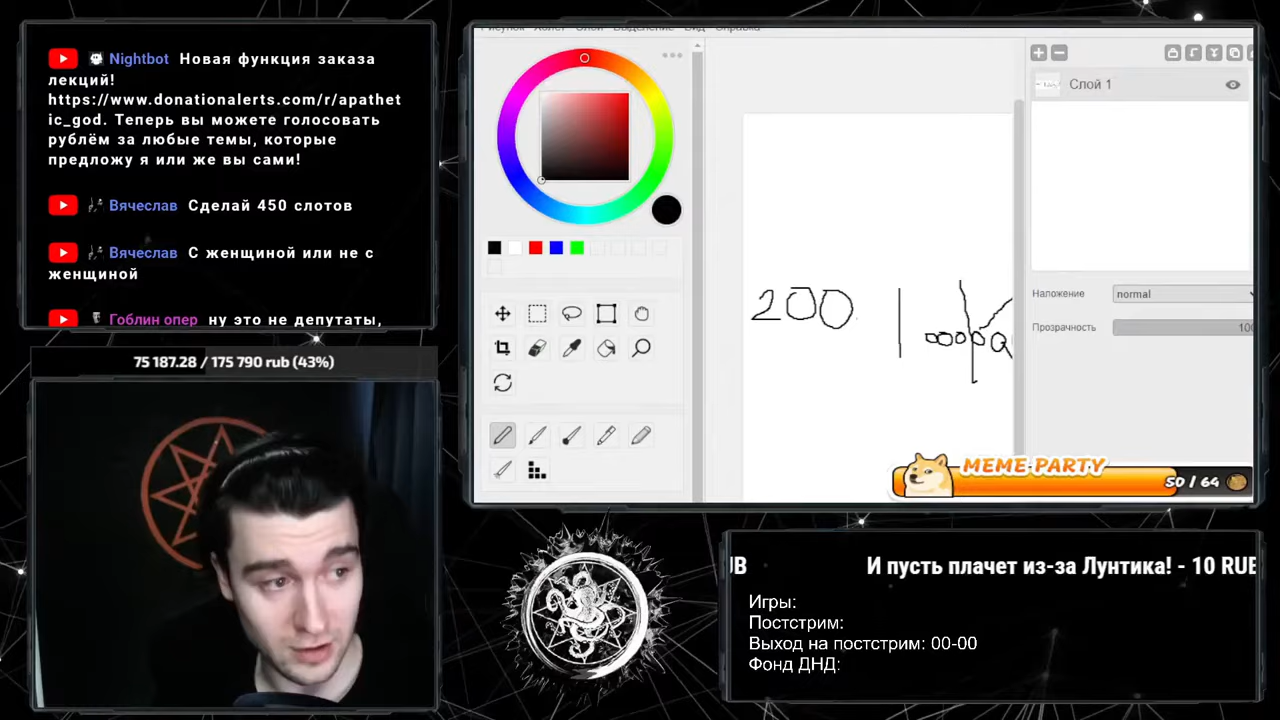 Nightbot Новая функция заказа
лекций!
https://www.donationalerts.com/r/apathet
ic_god. Теперь вы можете голосовать
рублём за любые темы, которые
предложу я или же вы сами!
Вячеслав Сделай 450 слотов
Вячеслав С женщиной или не с
женщиной
Гоблин опер ну это не депутаты,
75 187.28 / 175 790 rub (43%)
Слой 1
Наложение normal
Прозрачность 100
200
MEME PARTY
50 / 64
UB И пусть плачет из-за Лунтика! - 10 RUB
Игры:
Постстрим:
Выход на постстрим: 00-00
Фонд ДНД: